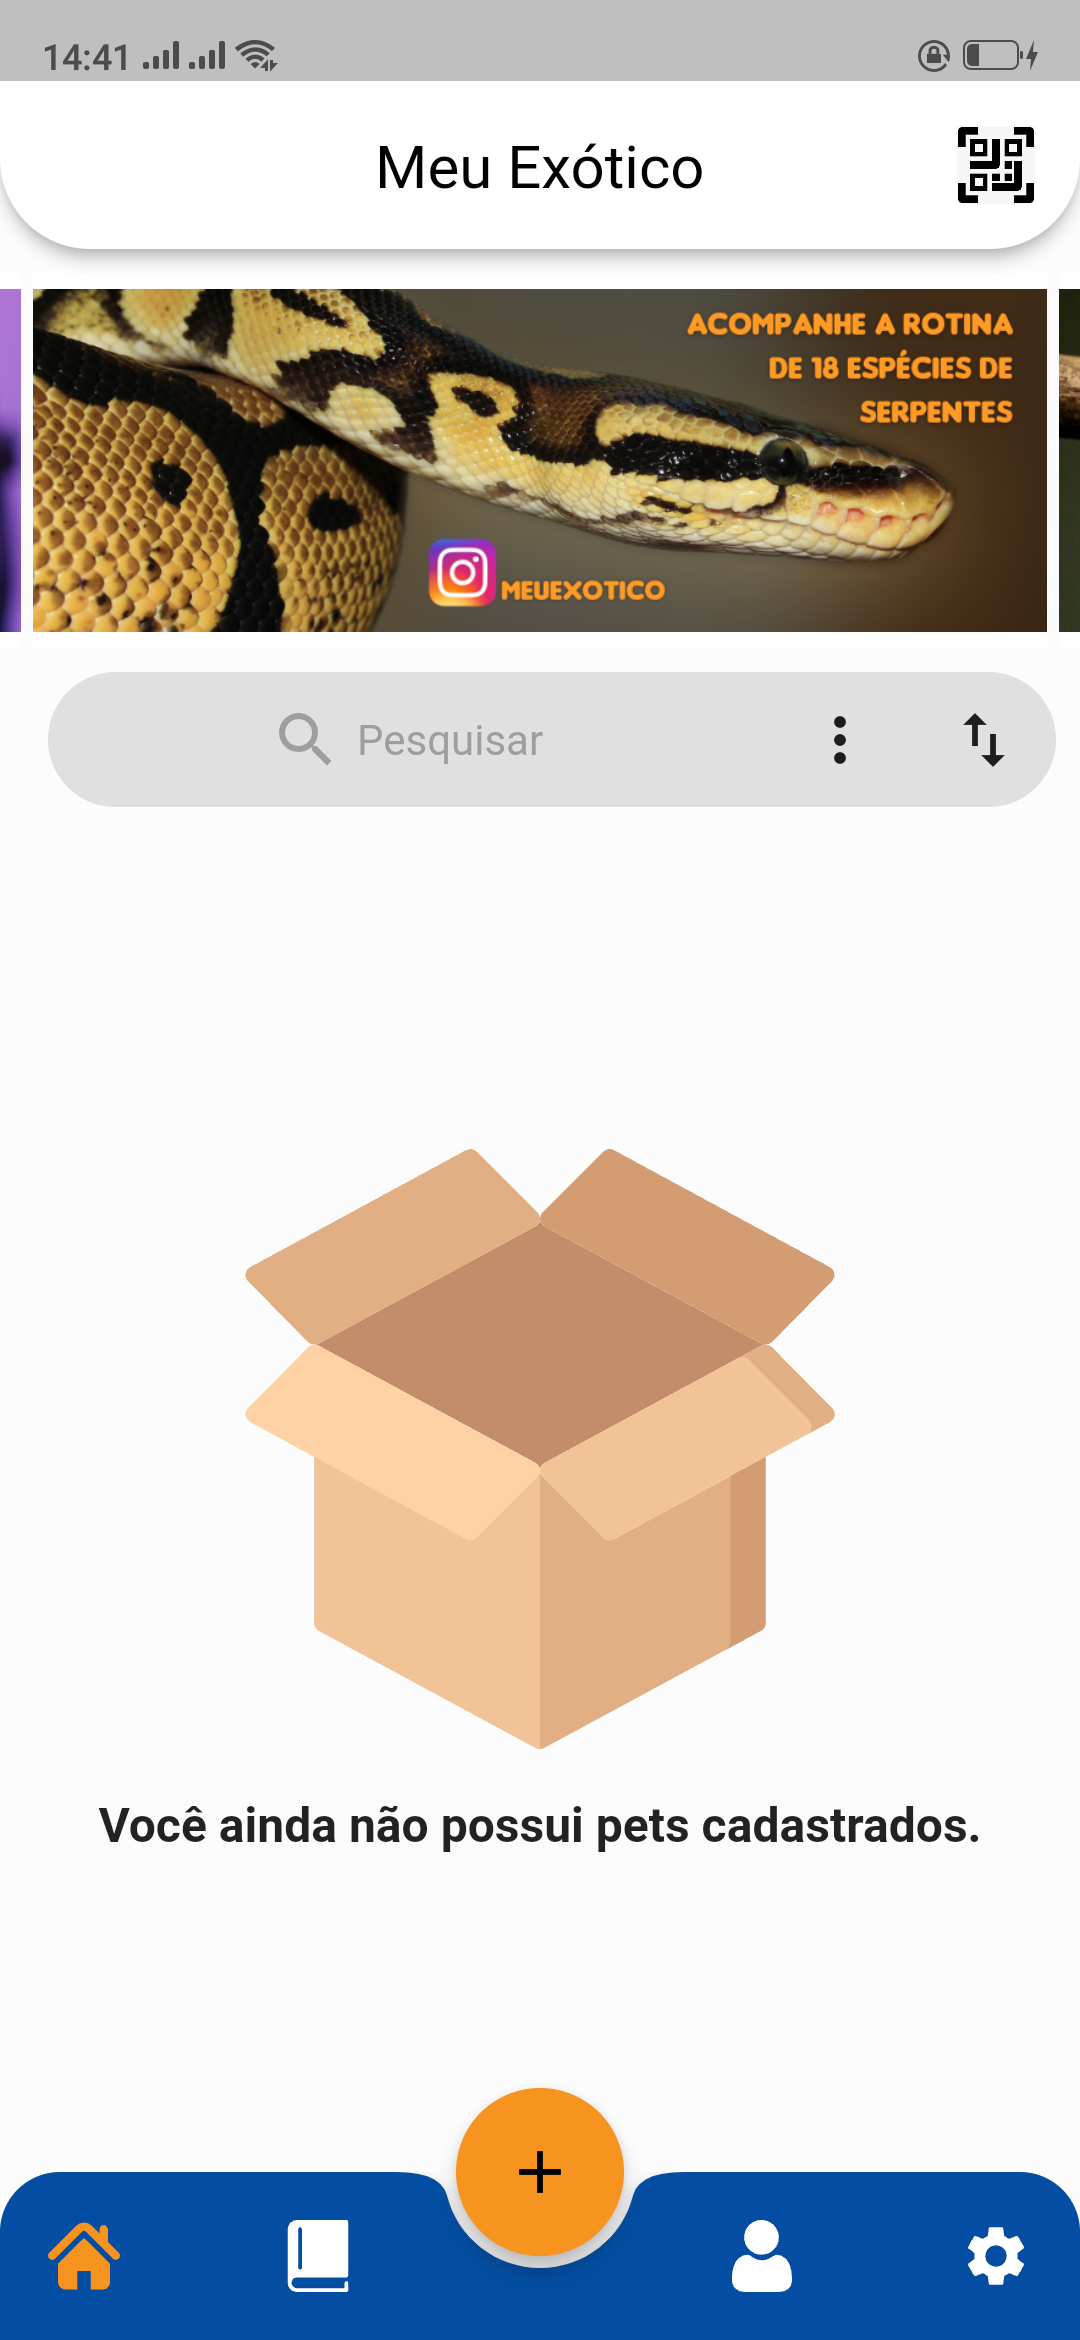 14:41
Meu Exótico
ACOMPANHE A ROTINA
DE 18 ESPÉCIES DE
SERPENTES
MEUEXOTICO
Pesquisar
Você ainda não possui pets cadastrados.